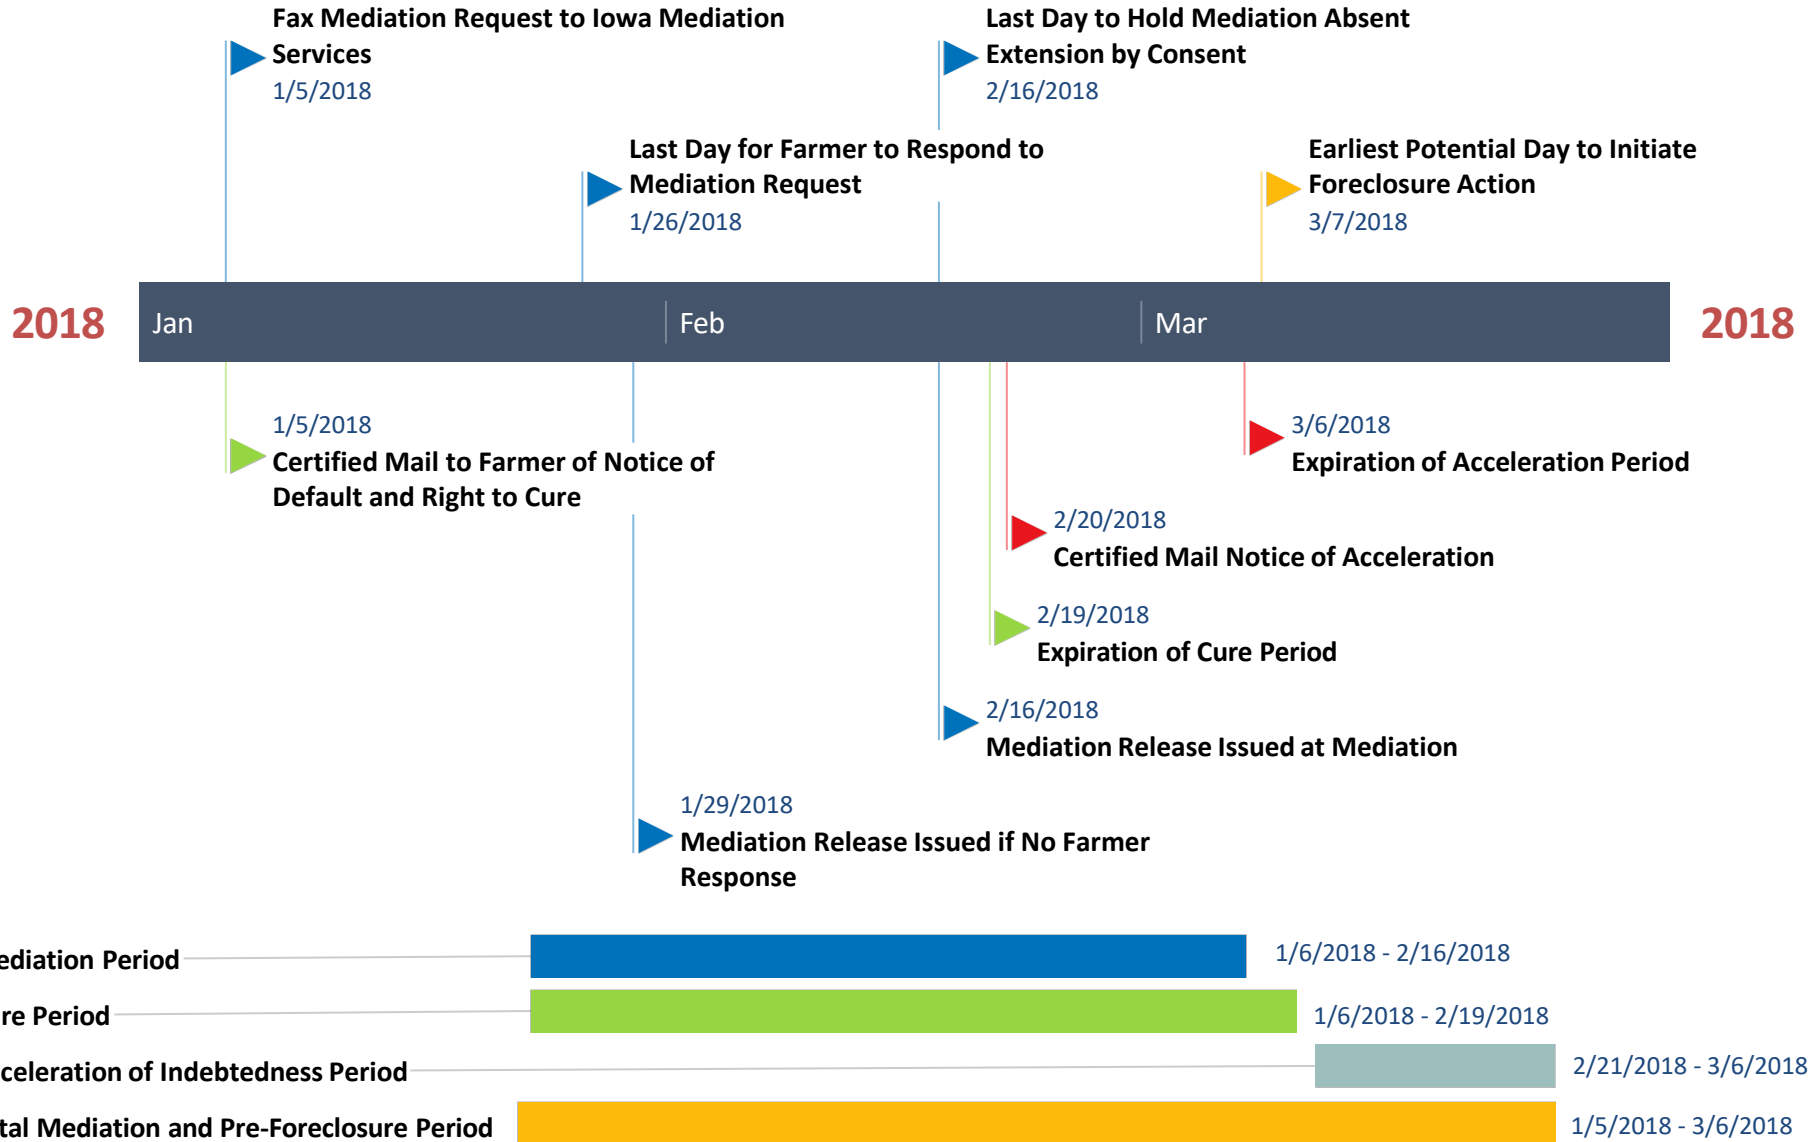 Fax Mediation Request to Iowa Mediation
Services
1/5/2018
Last Day to Hold Mediation Absent
Extension by Consent
2/16/2018
Last Day for Farmer to Respond to
Mediation Request
1/26/2018
Earliest Potential Day to Initiate
Foreclosure Action
3/7/2018
2018
Jan
Feb
Mar
2018
1/5/2018
Certified Mail to Farmer of Notice of
Default and Right to Cure
3/6/2018
Expiration of Acceleration Period
2/20/2018
Certified Mail Notice of Acceleration
2/19/2018
Expiration of Cure Period
2/16/2018
Mediation Release Issued at Mediation
1/29/2018
Mediation Release Issued if No Farmer
Response
ediation Period
1/6/2018 - 2/16/2018
re Period
1/6/2018 - 2/19/2018
celeration of Indebtedness Period
2/21/2018 - 3/6/2018
tal Mediation and Pre-Foreclosure Period
1/5/2018 - 3/6/2018